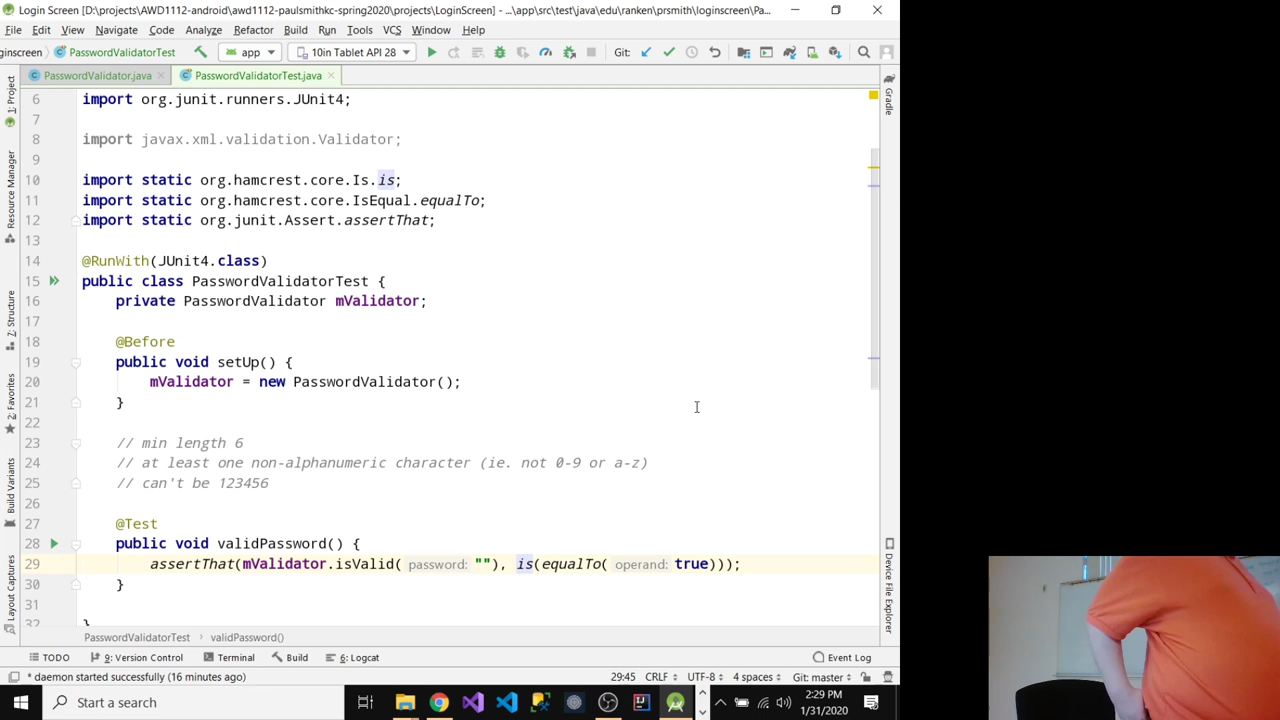 Login Screen [D:\projects\AWD1112-Android\awd1112-paulsmithkc-spring2020\projects\LoginScreen] - ...\app\src\test\java\edu\ranken\prsmith\loginscreen\Pa...
File Edit View Navigate Code Analyze Refactor Build Run Tools VCS Window Help
ginscreen PasswordValidatorTest app 10in Tablet API 28 Git:
PasswordValidator.java PasswordValidatorTest.java
1: Project
Resource Manager
7: Structure
2: Favorites
Build Variants
Layout Captures
6 import org.junit.runners.JUnit4;
7
8 import javax.xml.validation.Validator;
9
10 import static org.hamcrest.core.Is.is;
11 import static org.hamcrest.core.IsEqual.equalTo;
12 import static org.junit.Assert.assertThat;
13
14 @RunWith(JUnit4.class)
15 public class PasswordValidatorTest {
16 private PasswordValidator mValidator;
17
18 @Before
19 public void setUp() {
20 mValidator = new PasswordValidator();
21 }
22
23 // min length 6
24 // at least one non-alphanumeric character (ie. not 0-9 or a-z)
25 // can't be 123456
26
27 @Test
28 public void validPassword() {
29 assertThat(mValidator.isValid( password: ""), is(equalTo( operand: true)));
30 }
31
32 }
Gradle
Device File Explorer
PasswordValidatorTest › validPassword()
TODO 9: Version Control Terminal Build 6: Logcat Event Log
* daemon started successfully (16 minutes ago) 29:45 CRLF UTF-8 4 spaces Git: master
Start a search 2:29 PM
1/31/2020